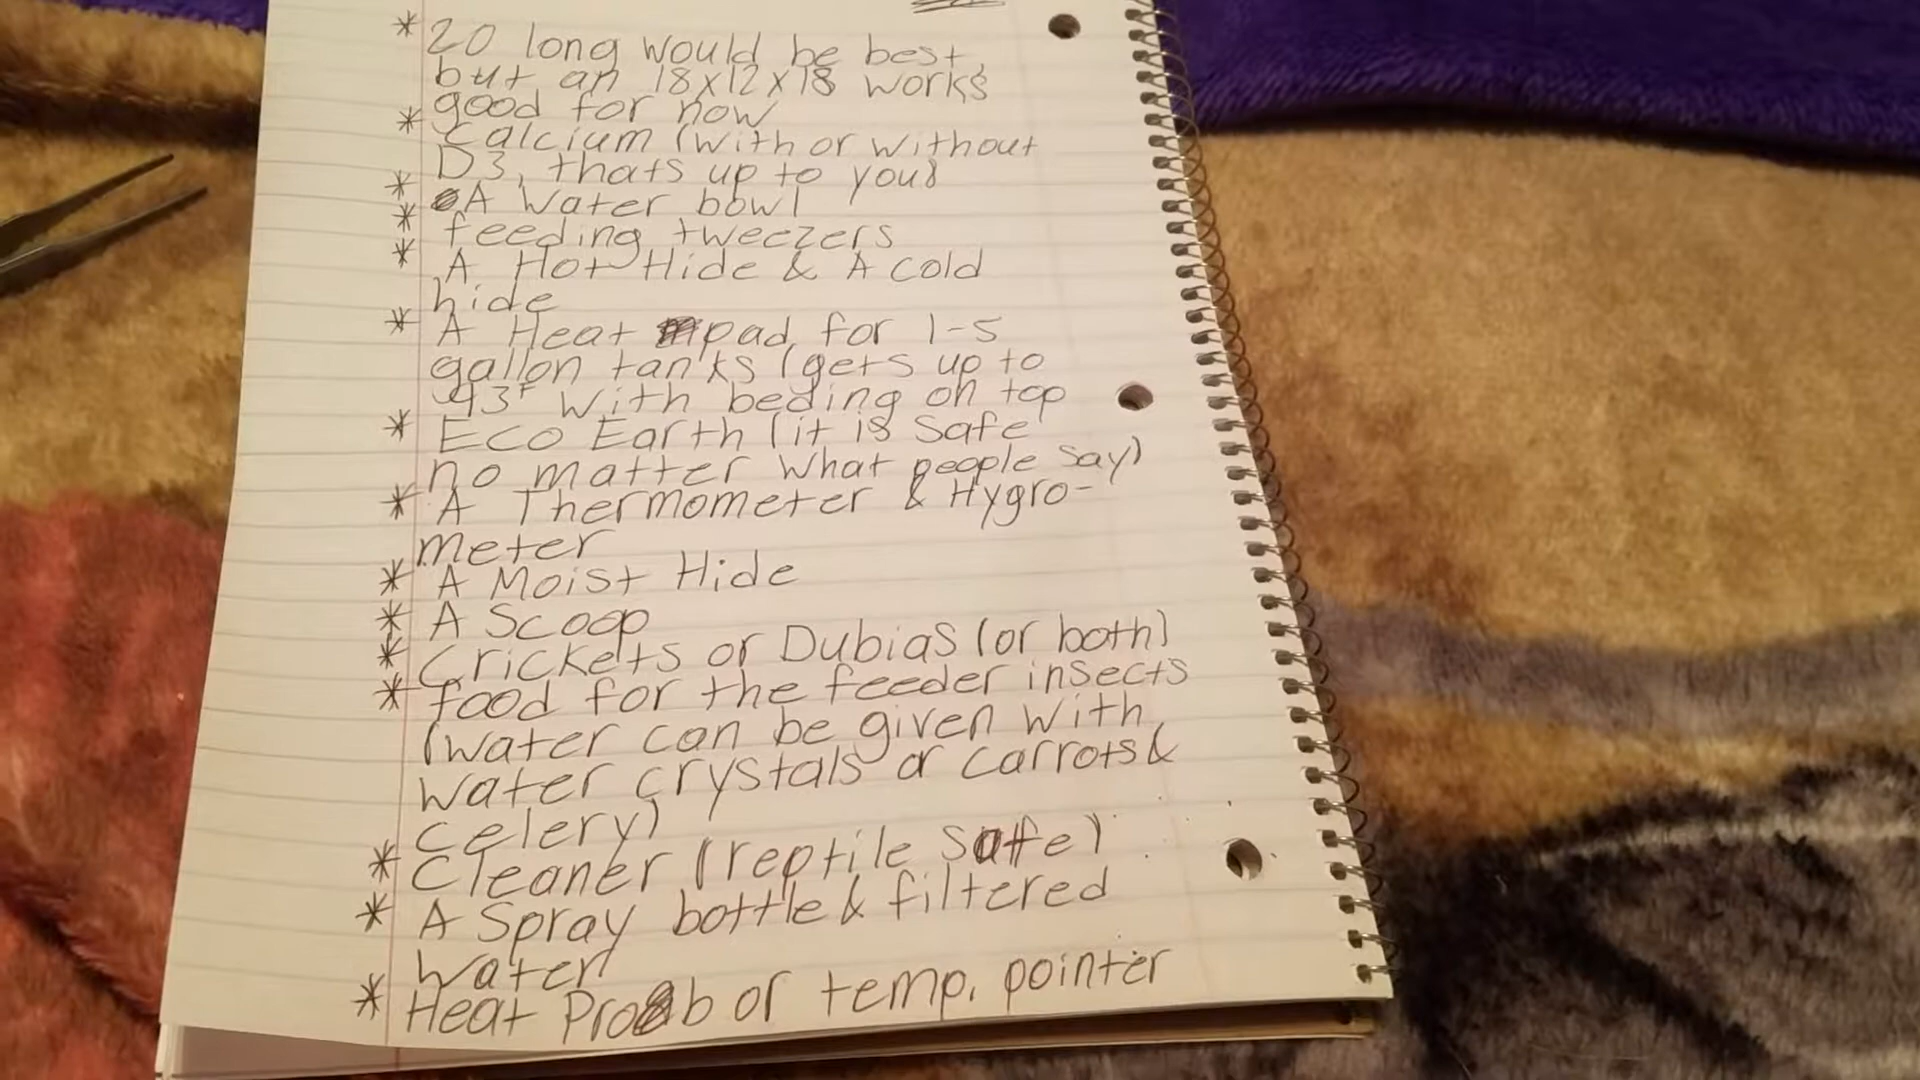 * 20 long would be best,
but an 18x12x18 works
good for now
* Calcium (with or without
D3, thats up to you)
* A Water bowl
* feeding tweezers
* A Hot Hide & A cold
hide
* A Heat pad for 1-5
gallon tanks (gets up to
93F with beding on top
* Eco Earth (it is safe
no matter what people say)
* A Thermometer & Hygro-
meter
* A Moist Hide
* A Scoop
* Crickets or Dubias (or both)
* food for the feeder insects
(water can be given with
water crystals or carrots &
celery)
* Cleaner (reptile safe)
* A Spray bottle & filtered
water
* Heat Prob or temp. pointer